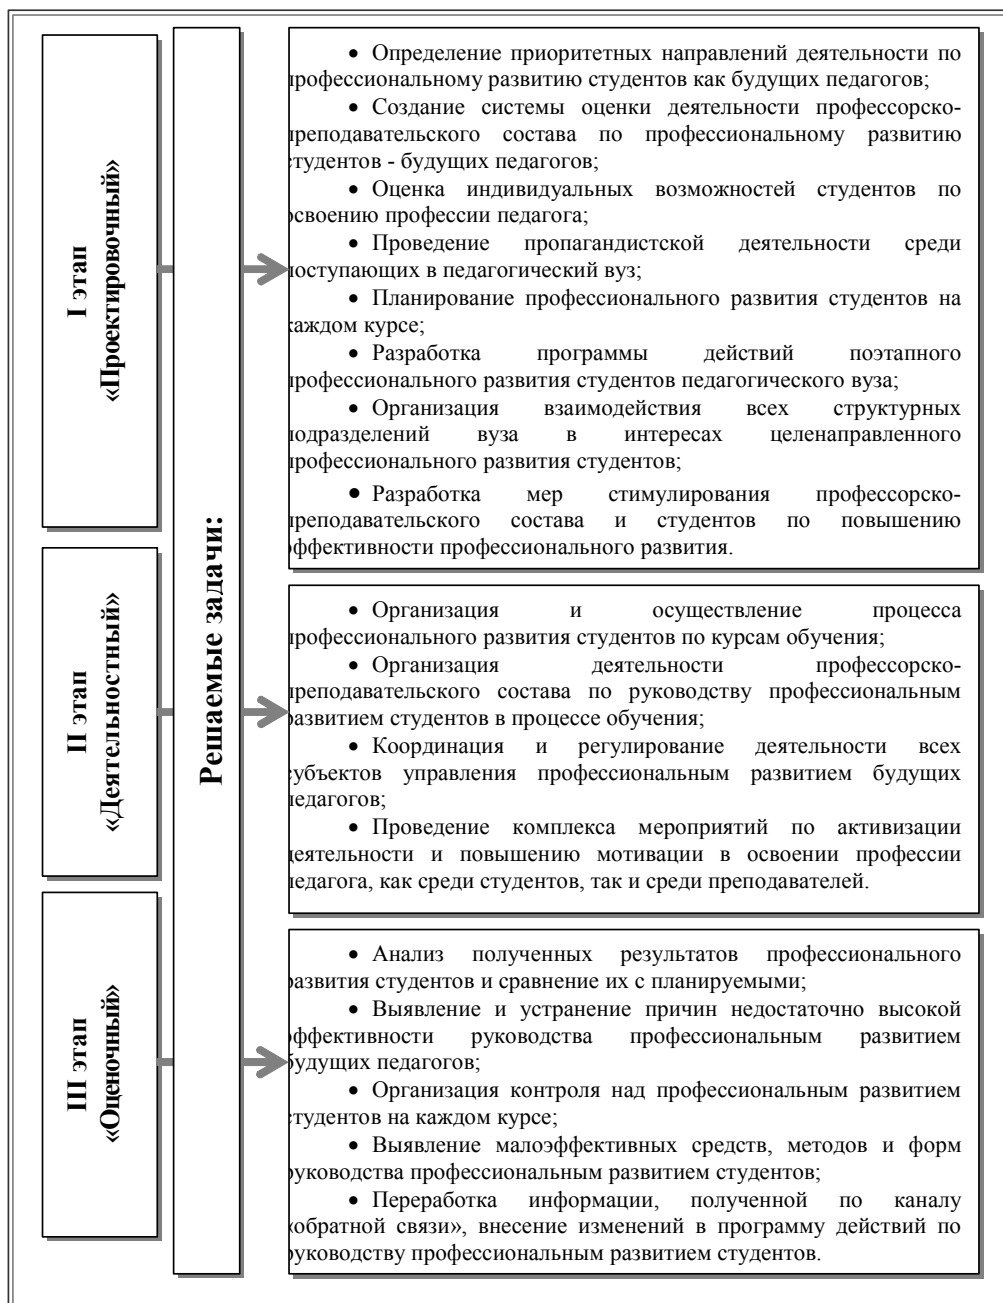 I этап
«Проектировочный»
II этап
«Деятельностный»
III этап
«Оценочный»
Решаемые задачи:
• Определение приоритетных направлений деятельности по
профессиональному развитию студентов как будущих педагогов;
• Создание системы оценки деятельности профессорско-
преподавательского состава по профессиональному развитию
студентов - будущих педагогов;
• Оценка индивидуальных возможностей студентов по
освоению профессии педагога;
• Проведение пропагандистской деятельности среди
поступающих в педагогический вуз;
• Планирование профессионального развития студентов на
каждом курсе;
• Разработка программы действий поэтапного
профессионального развития студентов педагогического вуза;
• Организация взаимодействия всех структурных
подразделений вуза в интересах целенаправленного
профессионального развития студентов;
• Разработка мер стимулирования профессорско-
преподавательского состава и студентов по повышению
эффективности профессионального развития.
• Организация и осуществление процесса
профессионального развития студентов по курсам обучения;
• Организация деятельности профессорско-
преподавательского состава по руководству профессиональным
развитием студентов в процессе обучения;
• Координация и регулирование деятельности всех
субъектов управления профессиональным развитием будущих
педагогов;
• Проведение комплекса мероприятий по активизации
деятельности и повышению мотивации в освоении профессии
педагога, как среди студентов, так и среди преподавателей.
• Анализ полученных результатов профессионального
развития студентов и сравнение их с планируемыми;
• Выявление и устранение причин недостаточно высокой
эффективности руководства профессиональным развитием
будущих педагогов;
• Организация контроля над профессиональным развитием
студентов на каждом курсе;
• Выявление малоэффективных средств, методов и форм
руководства профессиональным развитием студентов;
• Переработка информации, полученной по каналу
«обратной связи», внесение изменений в программу действий по
руководству профессиональным развитием студентов.